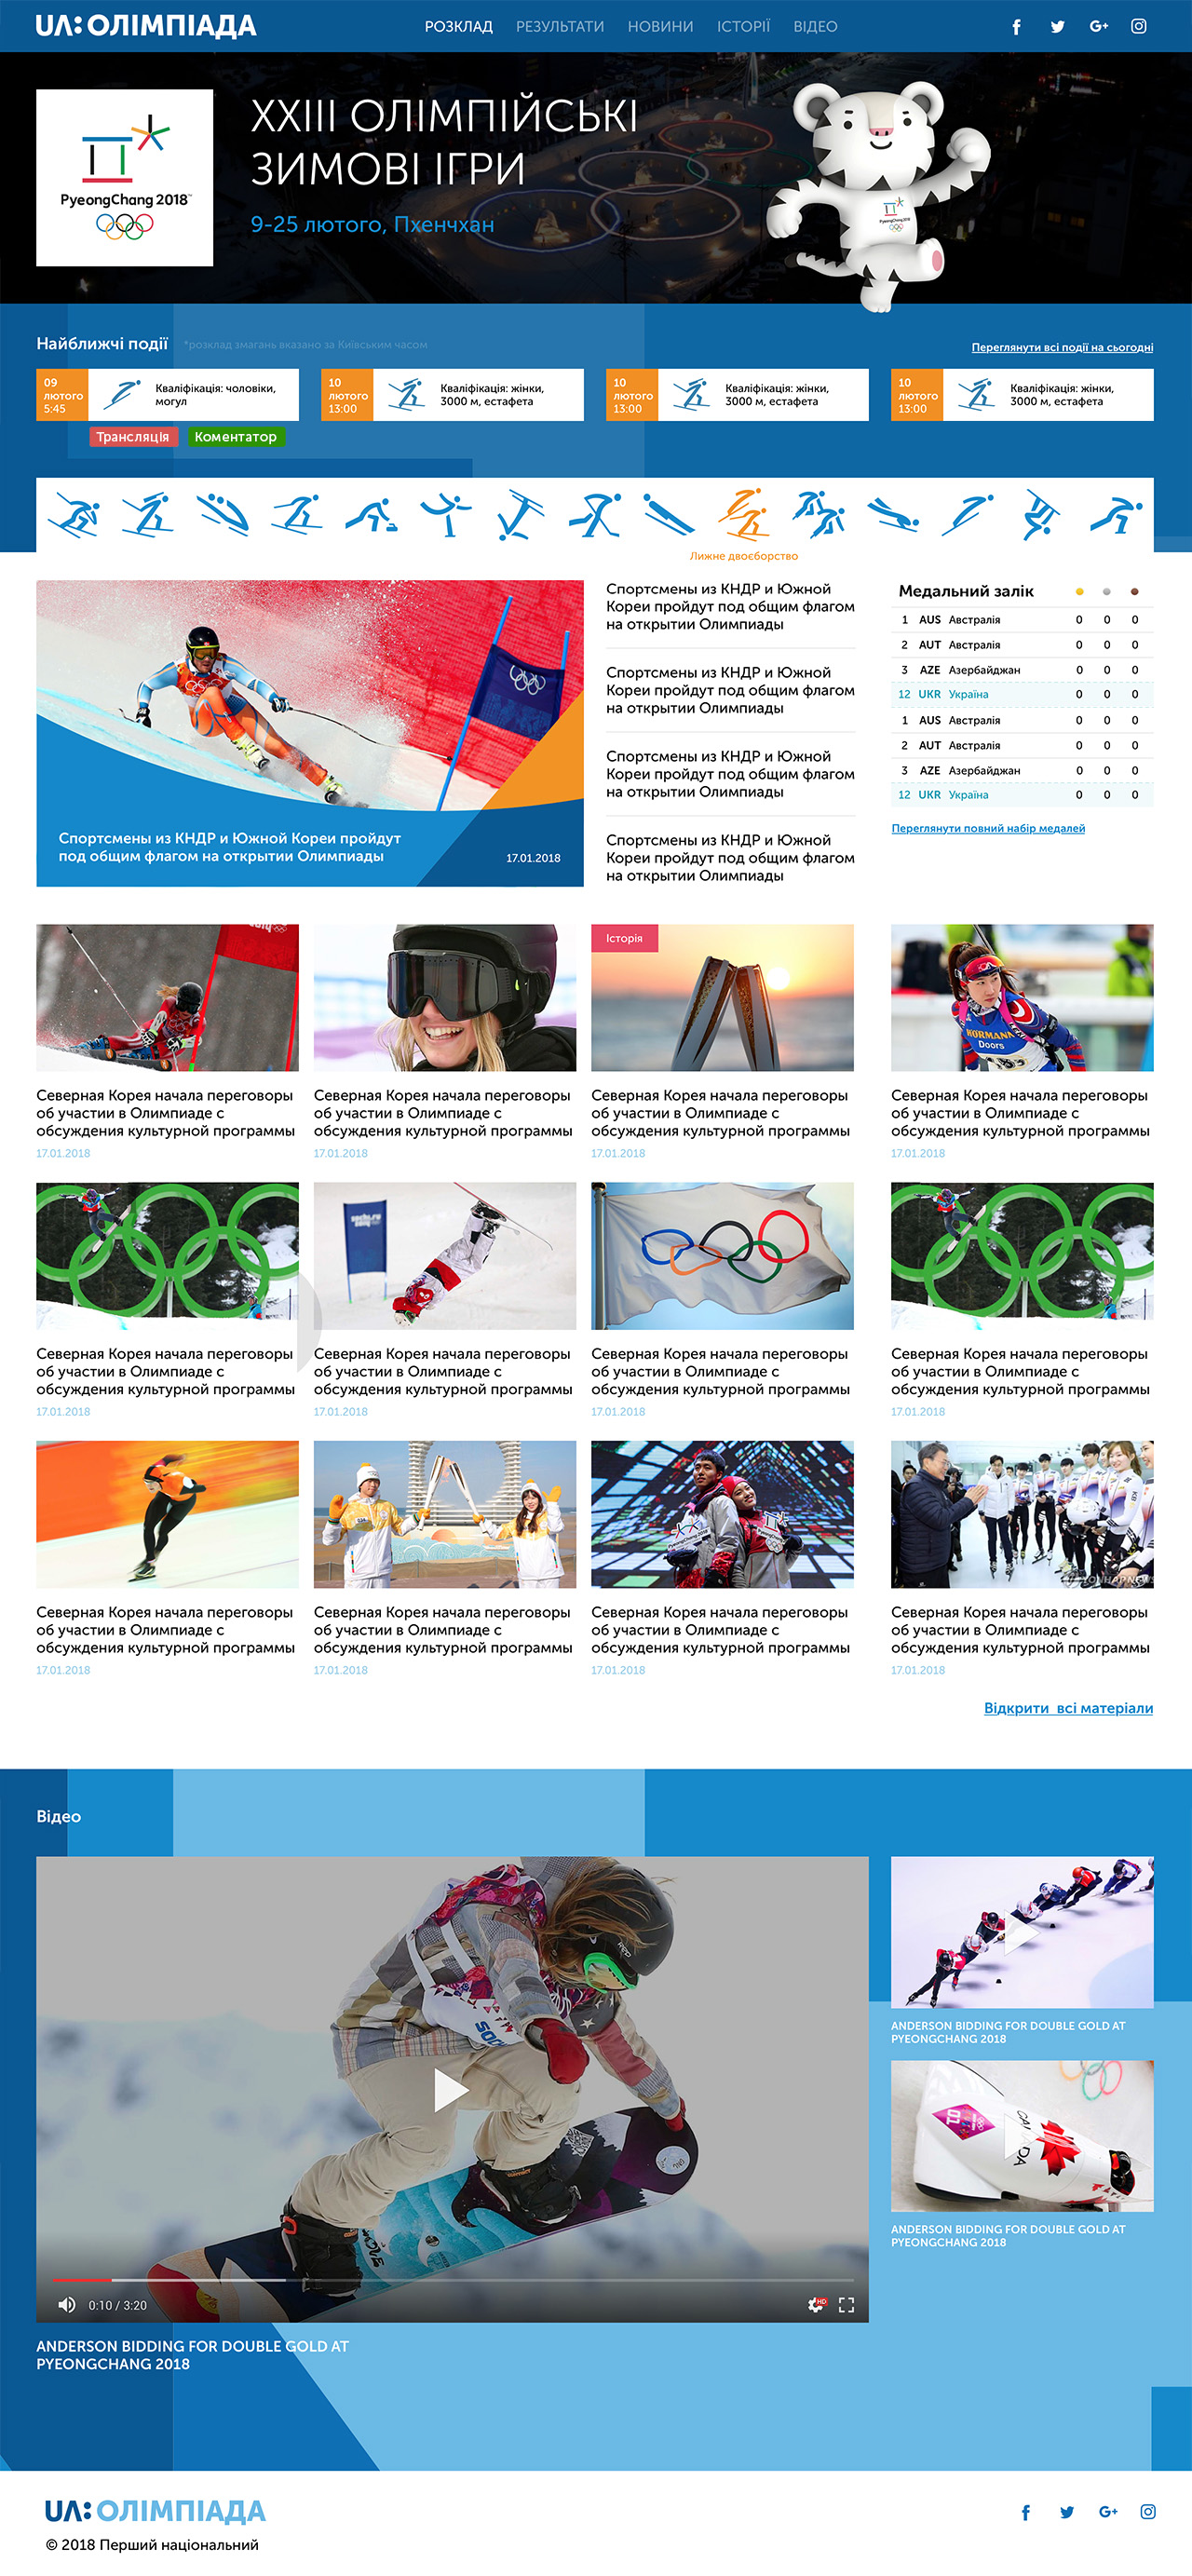 UA: ОЛІМПІАДА
РОЗКЛАД РЕЗУЛЬТАТИ НОВИНИ ІСТОРІЇ ВІДЕО
XXIII ОЛІМПІЙСЬКІ
ЗИМОВІ ІГРИ
9-25 лютого, Пхенчхан
PyeongChang 2018
PyeongChang 2018
Найближчі події *розклад змагань вказано за Київським часом
Переглянути всі події на сьогодні
09
лютого
5:45
Кваліфікація: чоловіки,
могул
Трансляція Коментатор
10
лютого
13:00
Кваліфікація: жінки,
3000 м, естафета
10
лютого
13:00
Кваліфікація: жінки,
3000 м, естафета
10
лютого
13:00
Кваліфікація: жінки,
3000 м, естафета
Лижне двоєборство
Спортсмены из КНДР и Южной Кореи пройдут
под общим флагом на открытии Олимпиады
17.01.2018
Спортсмены из КНДР и Южной
Кореи пройдут под общим флагом
на открытии Олимпиады
Спортсмены из КНДР и Южной
Кореи пройдут под общим флагом
на открытии Олимпиады
Спортсмены из КНДР и Южной
Кореи пройдут под общим флагом
на открытии Олимпиады
Спортсмены из КНДР и Южной
Кореи пройдут под общим флагом
на открытии Олимпиады
Медальний залік
1 AUS Австралія 0 0 0
2 AUT Австралія 0 0 0
3 AZE Азербайджан 0 0 0
12 UKR Україна 0 0 0
1 AUS Австралія 0 0 0
2 AUT Австралія 0 0 0
3 AZE Азербайджан 0 0 0
12 UKR Україна 0 0 0
Переглянути повний набір медалей
Історія
HORMANN
Doors
Северная Корея начала переговоры
об участии в Олимпиаде с
обсуждения культурной программы
17.01.2018
Северная Корея начала переговоры
об участии в Олимпиаде с
обсуждения культурной программы
17.01.2018
Северная Корея начала переговоры
об участии в Олимпиаде с
обсуждения культурной программы
17.01.2018
Северная Корея начала переговоры
об участии в Олимпиаде с
обсуждения культурной программы
17.01.2018
sochi.ru
Северная Корея начала переговоры
об участии в Олимпиаде с
обсуждения культурной программы
17.01.2018
Северная Корея начала переговоры
об участии в Олимпиаде с
обсуждения культурной программы
17.01.2018
Северная Корея начала переговоры
об участии в Олимпиаде с
обсуждения культурной программы
17.01.2018
Северная Корея начала переговоры
об участии в Олимпиаде с
обсуждения культурной программы
17.01.2018
PyeongChang
Северная Корея начала переговоры
об участии в Олимпиаде с
обсуждения культурной программы
17.01.2018
Северная Корея начала переговоры
об участии в Олимпиаде с
обсуждения культурной программы
17.01.2018
Северная Корея начала переговоры
об участии в Олимпиаде с
обсуждения культурной программы
17.01.2018
Северная Корея начала переговоры
об участии в Олимпиаде с
обсуждения культурной программы
17.01.2018
Відкрити всі матеріали
Відео
0:10 / 3:20
HD
ANDERSON BIDDING FOR DOUBLE GOLD AT
PYEONGCHANG 2018
ANDERSON BIDDING FOR DOUBLE GOLD AT
PYEONGCHANG 2018
ANDERSON BIDDING FOR DOUBLE GOLD AT
PYEONGCHANG 2018
UA: ОЛІМПІАДА
© 2018 Перший національний